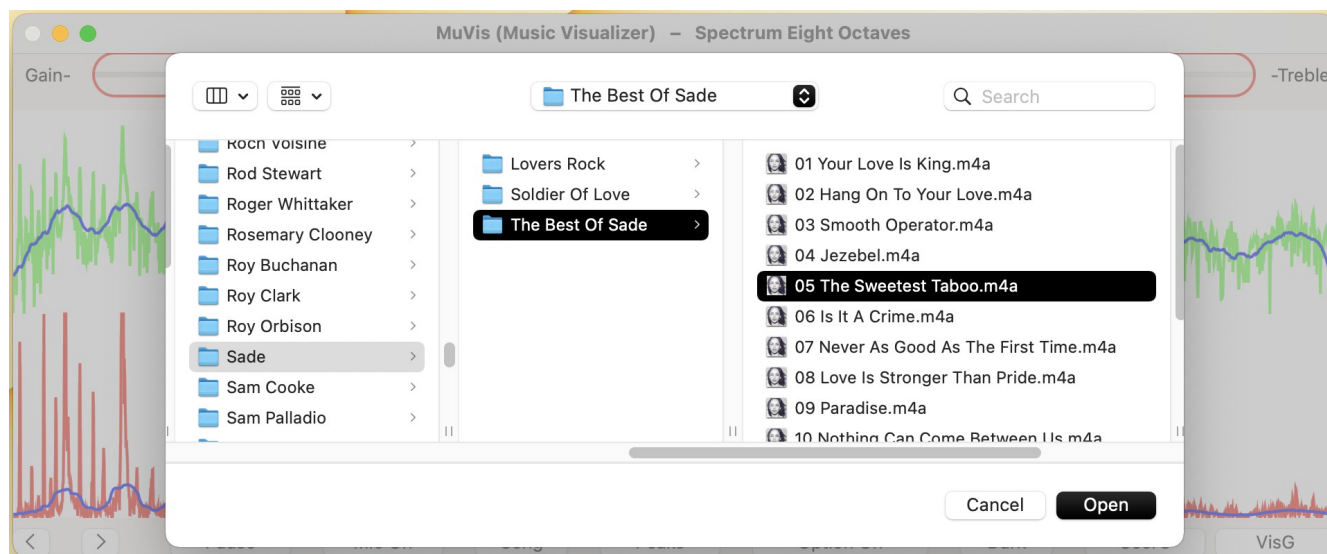 MuVis (Music Visualizer) – Spectrum Eight Octaves
Gain-
-Treble
The Best Of Sade
Search
Roch Voisine
Rod Stewart
Roger Whittaker
Rosemary Clooney
Roy Buchanan
Roy Clark
Roy Orbison
Sade
Sam Cooke
Sam Palladio
Lovers Rock
Soldier Of Love
The Best Of Sade
01 Your Love Is King.m4a
02 Hang On To Your Love.m4a
03 Smooth Operator.m4a
04 Jezebel.m4a
05 The Sweetest Taboo.m4a
06 Is It A Crime.m4a
07 Never As Good As The First Time.m4a
08 Love Is Stronger Than Pride.m4a
09 Paradise.m4a
10 Nothing Can Come Between Us.m4a
Cancel
Open
VisG